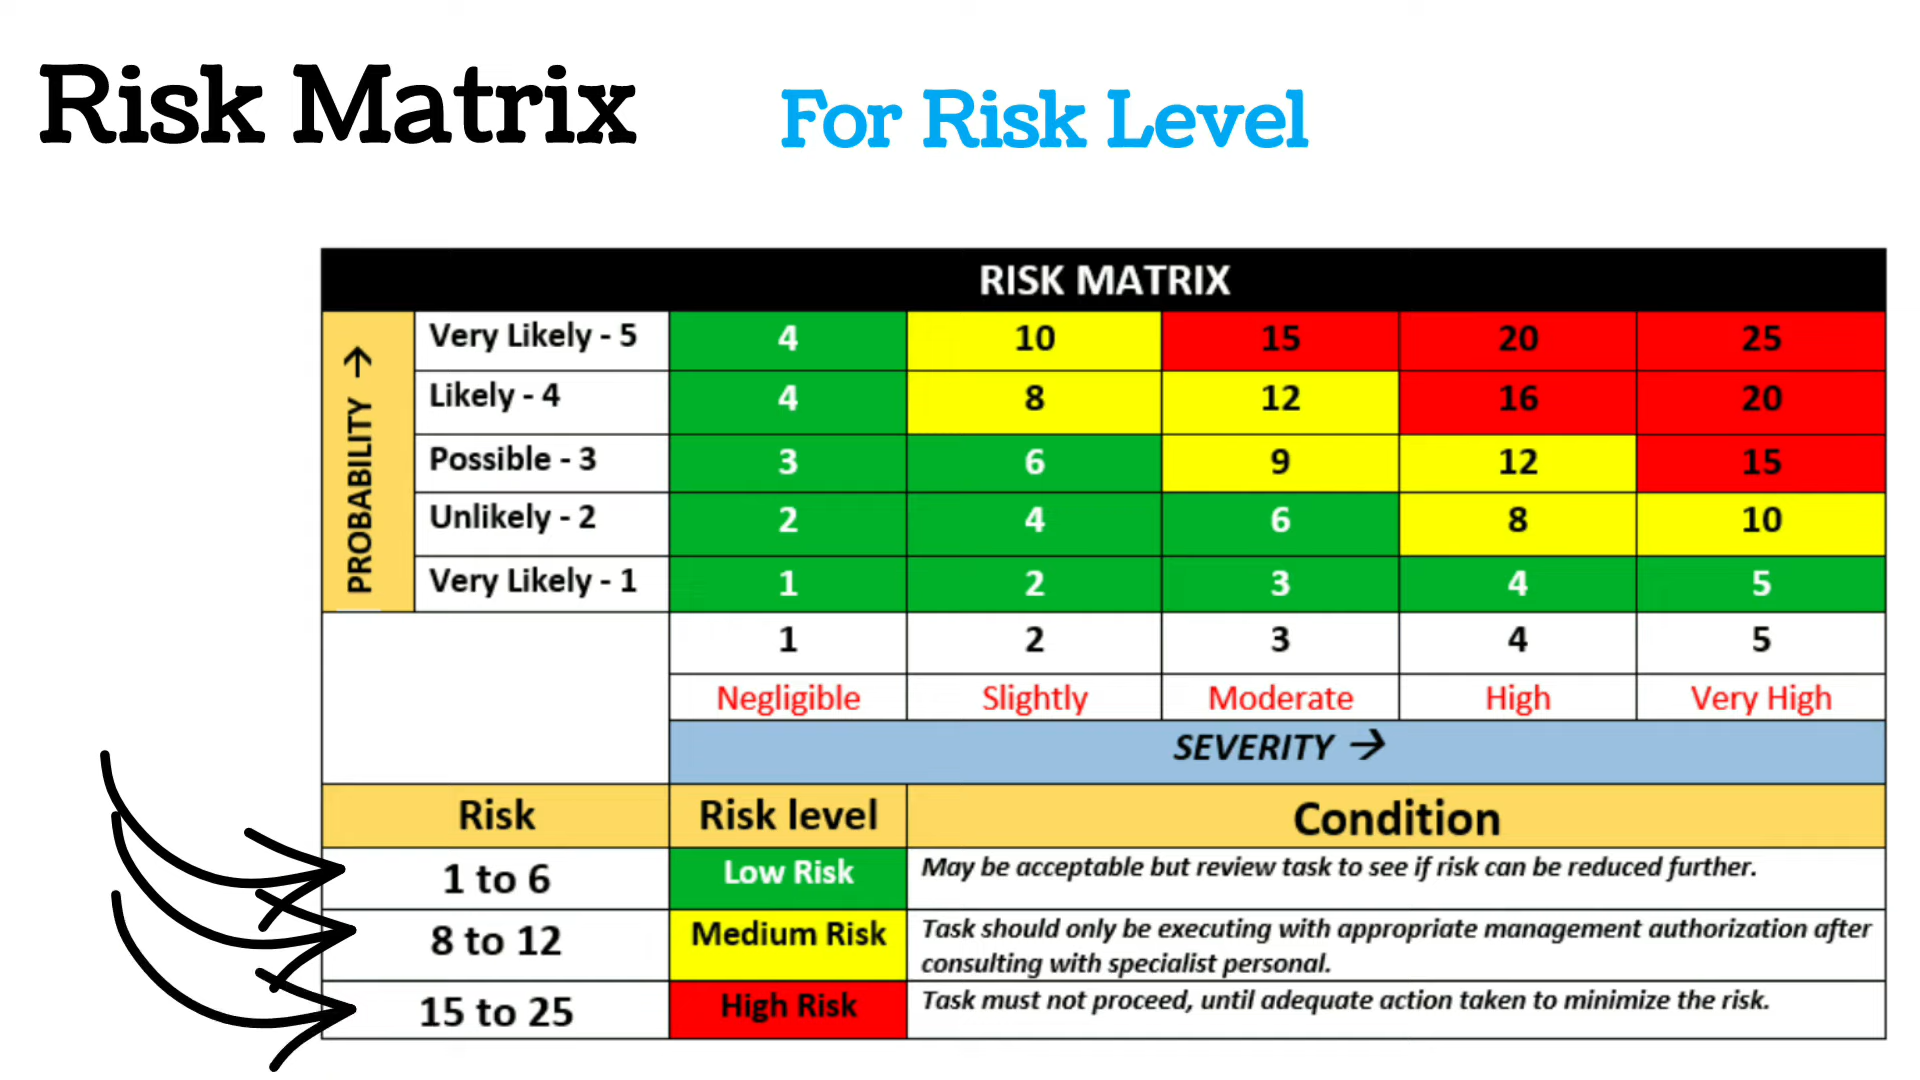 Risk Matrix
For Risk Level
RISK MATRIX
PROBABILITY →
Very Likely - 5 4 10 15 20 25
Likely - 4 4 8 12 16 20
Possible - 3 3 6 9 12 15
Unlikely - 2 2 4 6 8 10
Very Likely - 1 1 2 3 4 5
1 2 3 4 5
Negligible Slightly Moderate High Very High
SEVERITY →
Risk Risk level Condition
1 to 6 Low Risk May be acceptable but review task to see if risk can be reduced further.
8 to 12 Medium Risk Task should only be executing with appropriate management authorization after
consulting with specialist personal.
15 to 25 High Risk Task must not proceed, until adequate action taken to minimize the risk.